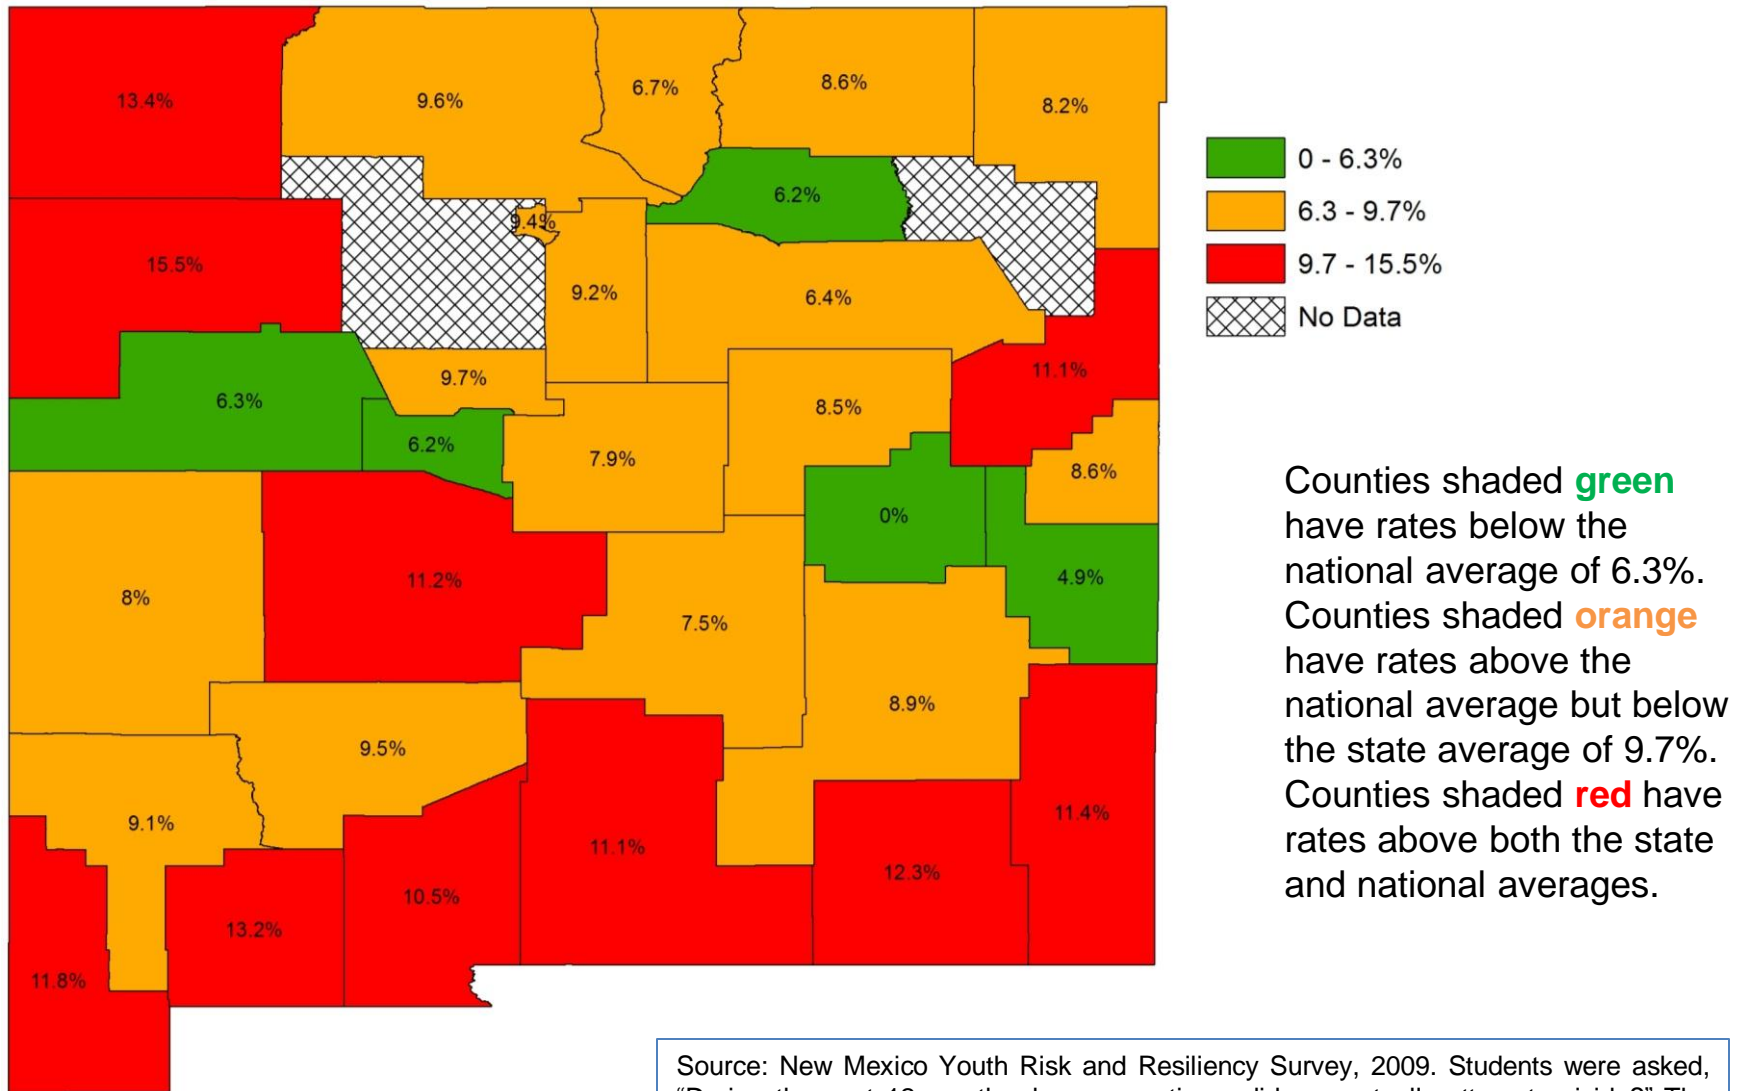 13.4%
9.6%
6.7%
8.6%
8.2%
0 - 6.3%
6.3 - 9.7%
9.7 - 15.5%
No Data
6.2%
9.4%
15.5%
9.2%
6.4%
9.7%
11.1%
6.3%
8.5%
6.2%
7.9%
8.6%
0%
4.9%
8%
11.2%
7.5%
8.9%
9.5%
9.1%
11.1%
11.4%
12.3%
10.5%
13.2%
11.8%
Counties shaded green
have rates below the
national average of 6.3%.
Counties shaded orange
have rates above the
national average but below
the state average of 9.7%.
Counties shaded red have
rates above both the state
and national averages.
Source: New Mexico Youth Risk and Resiliency Survey, 2009. Students were asked,